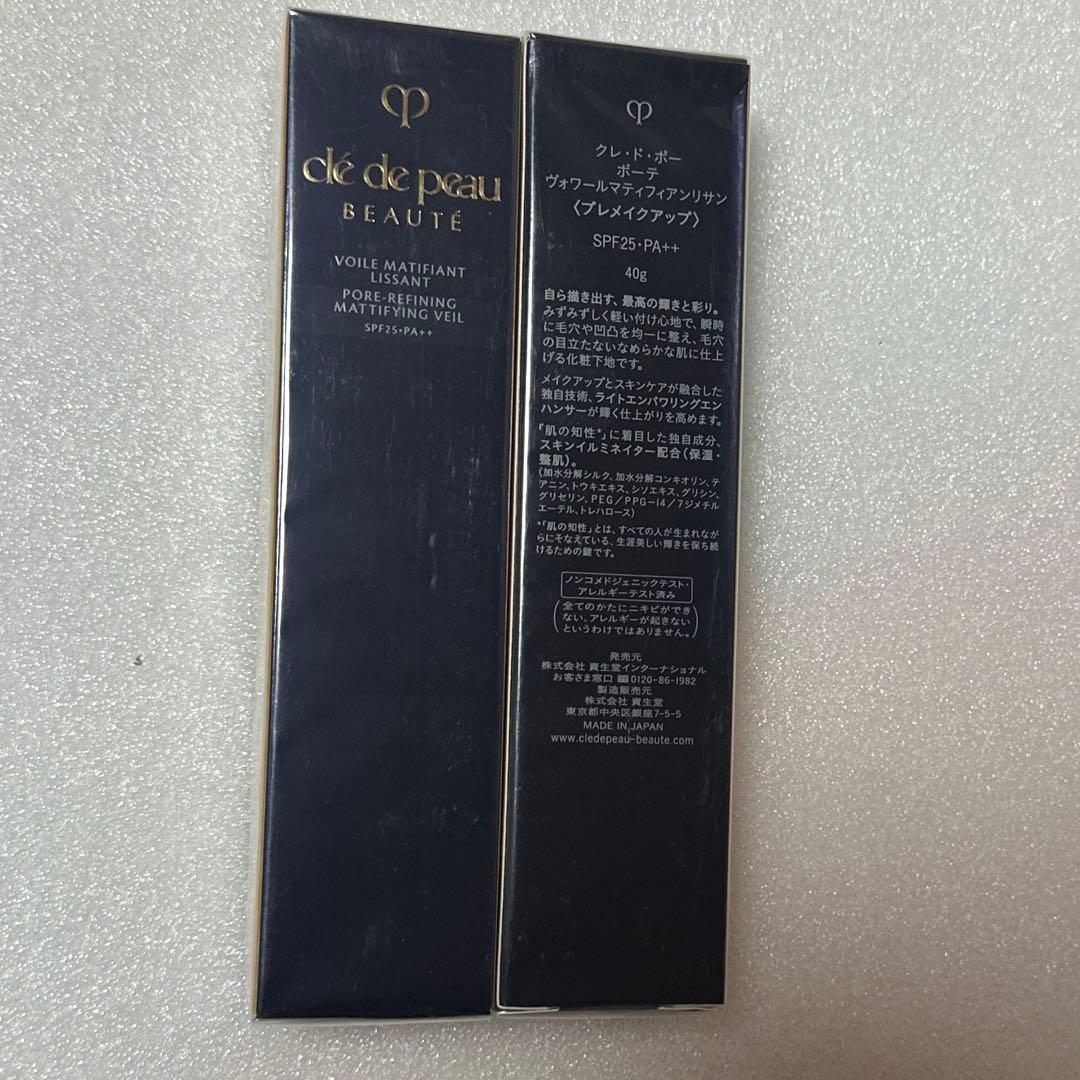 clé de peau
BEAUTÉ
VOILE MATIFIANT
LISSANT
PORE-REFINING
MATTIFYING VEIL
SPF25・PA++
クレ・ド・ポー
ボーテ
ヴォワールマティフィアンリサン
〈プレメイクアップ〉
SPF25・PA++
40g
自ら描き出す、最高の輝きと彩り。
みずみずしく軽い付け心地で、瞬時
に毛穴や凹凸を均一に整え、毛穴
の目立たないなめらかな肌に仕上
げる化粧下地です。
メイクアップとスキンケアが融合した
独自技術、ライトエンパワリングエン
ハンサーが輝く仕上がりを高めます。
「肌の知性*」に着目した独自成分、
スキンイルミネイター配合(保湿・
整肌)。
(加水分解シルク、加水分解コンキオリン、テ
アニン、トウキエキス、シソエキス、グリシン、
グリセリン、PEG/PPG-14/7ジメチル
エーテル、トレハロース)
*「肌の知性」とは、すべての人が生まれなが
らにそなえている、生涯美しい輝きを保ち続
けるための鍵です。
ノンコメドジェニックテスト・
アレルギーテスト済み
(全てのかたにニキビができ
ない、アレルギーが起きない
というわけではありません。)
発売元
株式会社 資生堂インターナショナル
お客さま窓口 0120-86-1982
製造販売元
株式会社 資生堂
東京都中央区銀座7-5-5
MADE IN JAPAN
www.cledepeau-beaute.com